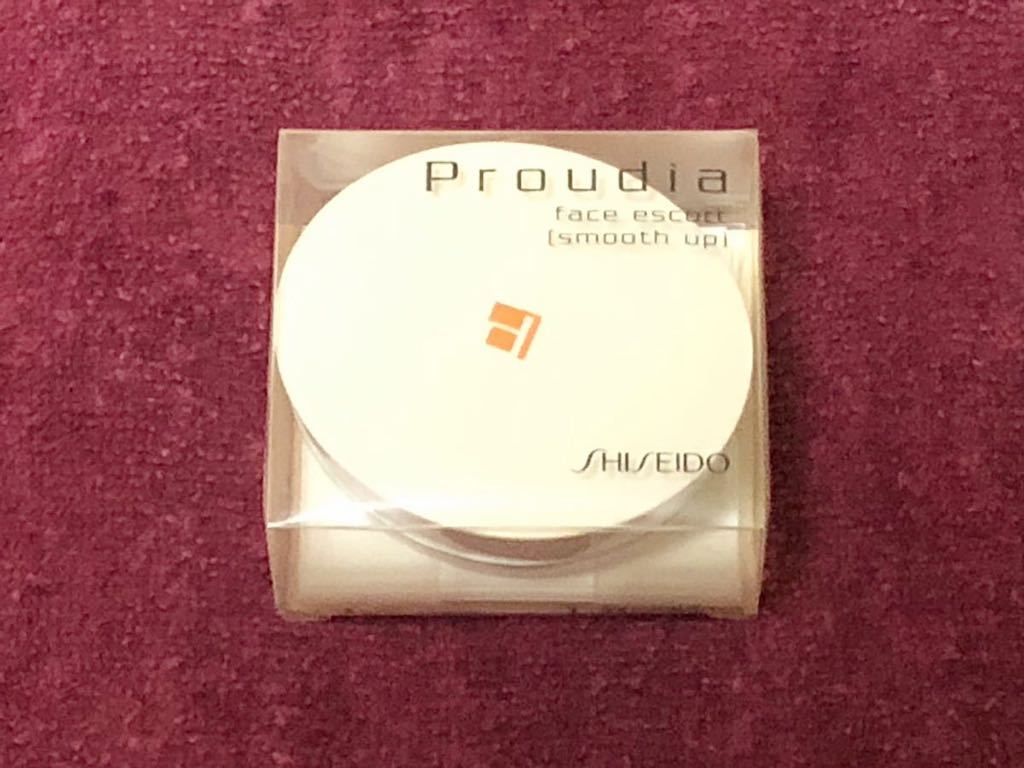 Proudia
face escort
[smooth up]
SHISEIDO